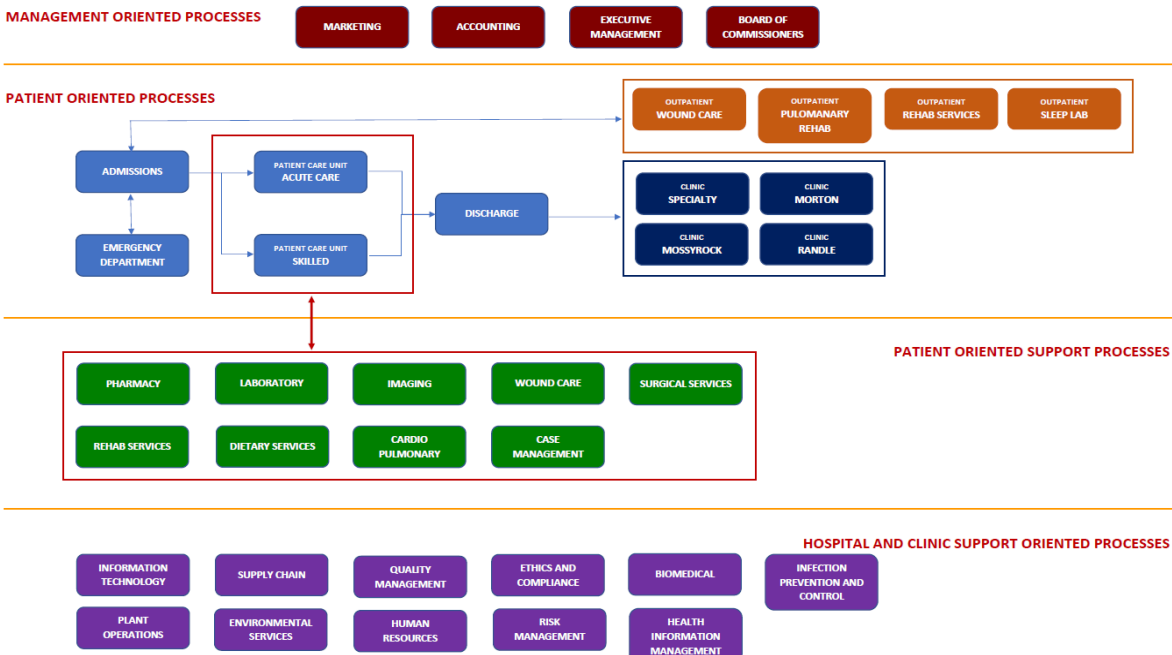 MANAGEMENT ORIENTED PROCESSES
MARKETING
ACCOUNTING
EXECUTIVE
MANAGEMENT
BOARD OF
COMMISSIONERS
PATIENT ORIENTED PROCESSES
OUTPATIENT
WOUND CARE
OUTPATIENT
PULOMANARY
REHAB
OUTPATIENT
REHAB SERVICES
OUTPATIENT
SLEEP LAB
ADMISSIONS
PATIENT CARE UNIT
ACUTE CARE
DISCHARGE
CLINIC
SPECIALTY
CLINIC
MORTON
EMERGENCY
DEPARTMENT
PATIENT CARE UNIT
SKILLED
CLINIC
MOSSYROCK
CLINIC
RANDLE
PATIENT ORIENTED SUPPORT PROCESSES
PHARMACY
LABORATORY
IMAGING
WOUND CARE
SURGICAL SERVICES
REHAB SERVICES
DIETARY SERVICES
CARDIO
PULMONARY
CASE
MANAGEMENT
HOSPITAL AND CLINIC SUPPORT ORIENTED PROCESSES
INFORMATION
TECHNOLOGY
SUPPLY CHAIN
QUALITY
MANAGEMENT
ETHICS AND
COMPLIANCE
BIOMEDICAL
INFECTION
PREVENTION AND
CONTROL
PLANT
OPERATIONS
ENVIRONMENTAL
SERVICES
HUMAN
RESOURCES
RISK
MANAGEMENT
HEALTH
INFORMATION
MANAGEMENT